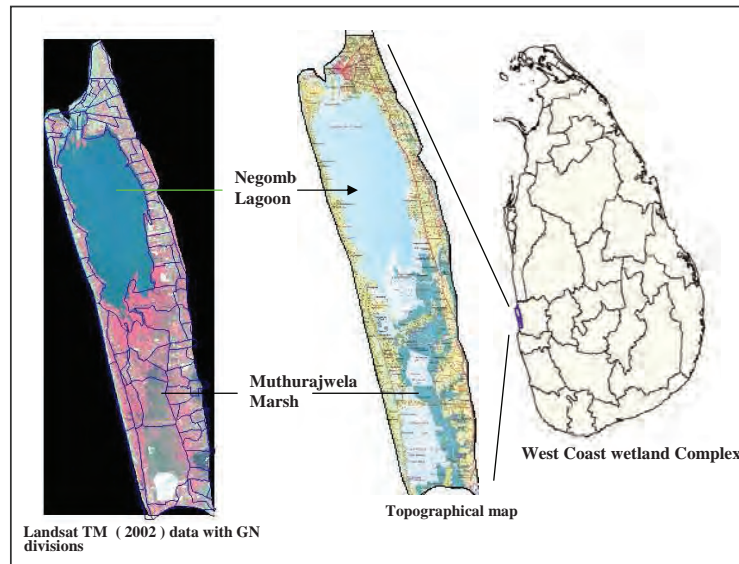 Negomb
Lagoon
Muthurajwela
Marsh
West Coast wetland Complex
Topographical map
Landsat TM ( 2002 ) data with GN
divisions